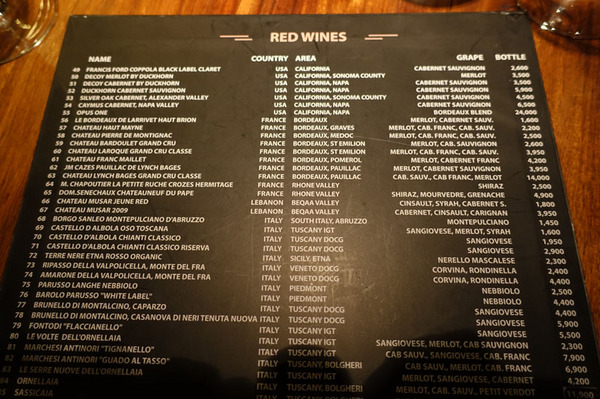 RED WINES
NAME COUNTRY AREA GRAPE BOTTLE
49 FRANCIS FORD COPPOLA BLACK LABEL CLARET USA CALIFORNIA CABERNET SAUVIGNON 2,600
50 DECOY MERLOT BY DUCKHORN USA CALIFORNIA, SONOMA COUNTY MERLOT 3,500
51 DECOY CABERNET BY DUCKHORN USA CALIFORNIA, NAPA CABERNET SAUVIGNON 3,500
52 DUCKHORN CABERNET SAUVIGNON USA CALIFORNIA, NAPA CABERNET SAUVIGNON 5,900
53 SILVER OAK CABERNET, ALEXANDER VALLEY USA CALIFORNIA, SONOMA COUNTY CABERNET SAUVIGNON 4,500
54 CAYMUS CABERNET, NAPA VALLEY USA CALIFORNIA, NAPA CABERNET SAUVIGNON 6,500
55 OPUS ONE USA CALIFORNIA, NAPA BORDEAUX BLEND 24,000
56 LE BORDEAUX DE LARRIVET HAUT BRION FRANCE BORDEAUX MERLOT, CABERNET SAUV. 1,600
57 CHATEAU HAUT MAYNE FRANCE BORDEAUX, GRAVES MERLOT, CAB FRANC, CAB SAUV. 2,200
58 CHATEAU PIERRE DE MONTIGNAC FRANCE BORDEAUX, MEDOC MERLOT, CAB FRANC, CAB SAUV. 2,500
59 CHATEAU BARDOULET GRAND CRU FRANCE BORDEAUX, ST EMILION MERLOT, CAB SAUVIGNON 2,600
60 CHATEAU LAROQUE GRAND CRU CLASSE FRANCE BORDEAUX, ST EMILION MERLOT, CAB FRANC, CAB SAUV. 3,900
61 CHATEAU FRANC MAILLET FRANCE BORDEAUX, POMEROL MERLOT, CABERNET FRANC 4,200
62 JM CAZES PAUILLAC DE LYNCH BAGES FRANCE BORDEAUX, PAUILLAC MERLOT, CABERNET SAUV. 3,700
63 CHATEAU LYNCH BAGES GRAND CRU CLASSE FRANCE BORDEAUX, PAUILLAC CAB SAUV., CAB FRANC, MERLOT 14,000
64 M. CHAPOUTIER LA PETITE RUCHE CROZES HERMITAGE FRANCE RHONE VALLEY SHIRAZ 2,500
65 DOM.SENECHAUX CHATEAUNEUF DU PAPE FRANCE RHONE VALLEY SHIRAZ, MOURVEDRE, GRENACHE 4,900
66 CHATEAU MUSAR JEUNE RED LEBANON BEQAA VALLEY CINSAULT, SYRAH, CABERNET S. 1,800
67 CHATEAU MUSAR 2009 LEBANON BEQAA VALLEY CABERNET, CINSAULT, CARIGNAN 3,950
68 BORGO SANLEO MONTEPULCIANO D'ABRUZZO ITALY SOUTH ITALY, ABRUZZO MONTEPULCIANO 1,450
69 CASTELLO D'ALBOLA OSO TOSCANA ITALY TUSCANY IGT SANGIOVESE, MERLOT, SYRAH 1,600
70 CASTELLO D'ALBOLA CHIANTI CLASSICO ITALY TUSCANY DOCG SANGIOVESE 1,950
71 CASTELLO D'ALBOLA CHIANTI CLASSICO RISERVA ITALY TUSCANY DOCG SANGIOVESE 2,900
72 TERRE NERE ETNA ROSSO ORGANIC ITALY SICILY, ETNA NERELLO MASCALESE 2,300
73 RIPASSO DELLA VALPOLICELLA, MONTE DEL FRA ITALY VENETO DOCG CORVINA, RONDINELLA 2,400
74 AMARONE DELLA VALPOLICELLA, MONTE DEL FRA ITALY VENETO DOCG CORVINA, RONDINELLA 4,400
75 PARUSSO LANGHE NEBBIOLO ITALY PIEDMONT NEBBIOLO 2,500
76 BAROLO PARUSSO "WHITE LABEL" ITALY PIEDMONT NEBBIOLO 4,400
77 BRUNELLO DI MONTALCINO, CAPARZO ITALY TUSCANY DOCG SANGIOVESE 4,400
78 BRUNELLO DI MONTALCINO, CASANOVA DI NERI TENUTA NUOVA ITALY TUSCANY DOCG SANGIOVESE 5,500
79 FONTODI "FLACCIANELLO" ITALY TUSCANY IGT SANGIOVESE 5,900
80 LE VOLTE DELL'ORNELLAIA ITALY TUSCANY IGT SANGIOVESE, MERLOT, CAB SAUVIGNON
81 MARCHESI ANTINORI "TIGNANELLO" ITALY TUSCANY IGT CAB SAUV., SANGIOVESE, CAB. FRANC 7,900
82 MARCHESI ANTINORI "GUADO AL TASSO" ITALY TUSCANY, BOLGHERI CAB SAUV., MERLOT, CAB. FRANC 6,900
83 LE SERRE NUOVE DELL'ORNELLAIA ITALY TUSCANY, BOLGHERI MERLOT, SANGIOVESE, CABERNET 4,200
84 ORNELLAIA ITALY CAB SAUV., MERLOT, PETIT VERDOT 11,900
85 SASSICAIA